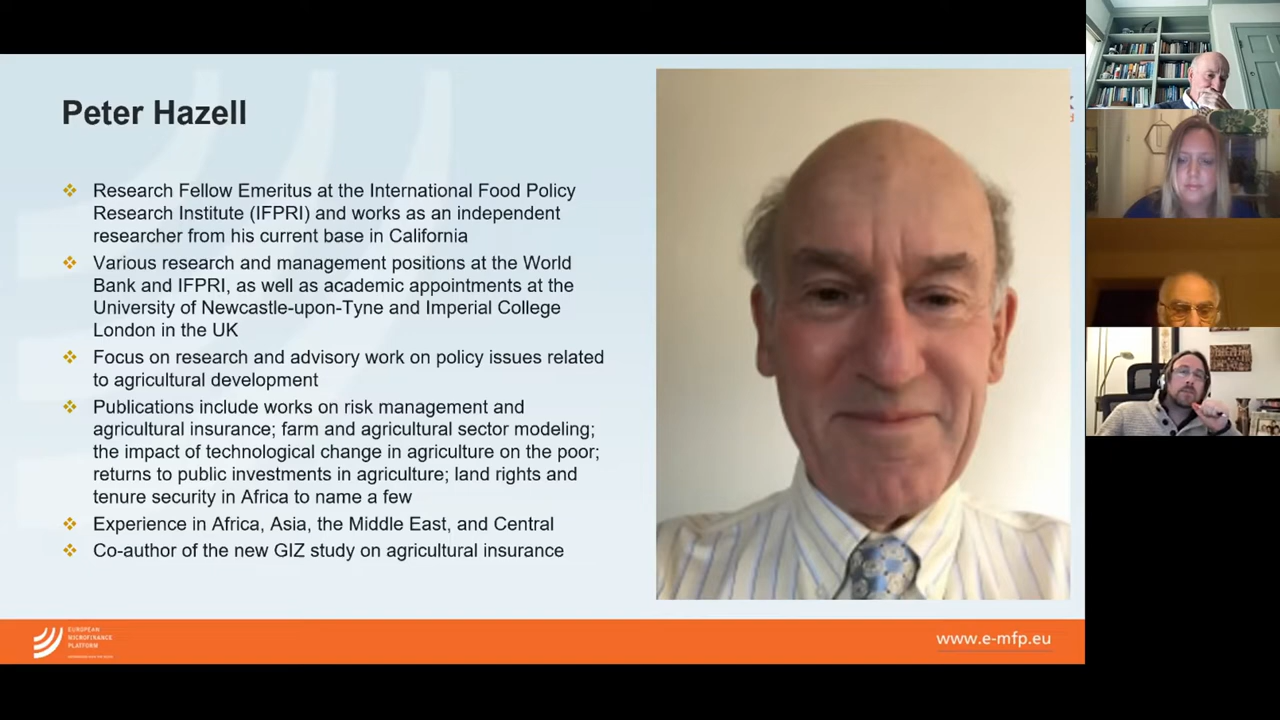 Peter Hazell
Research Fellow Emeritus at the International Food Policy
Research Institute (IFPRI) and works as an independent
researcher from his current base in California
Various research and management positions at the World
Bank and IFPRI, as well as academic appointments at the
University of Newcastle-upon-Tyne and Imperial College
London in the UK
Focus on research and advisory work on policy issues related
to agricultural development
Publications include works on risk management and
agricultural insurance; farm and agricultural sector modeling;
the impact of technological change in agriculture on the poor;
returns to public investments in agriculture; land rights and
tenure security in Africa to name a few
Experience in Africa, Asia, the Middle East, and Central
Co-author of the new GIZ study on agricultural insurance
EUROPEAN
MICROFINANCE
PLATFORM
www.e-mfp.eu